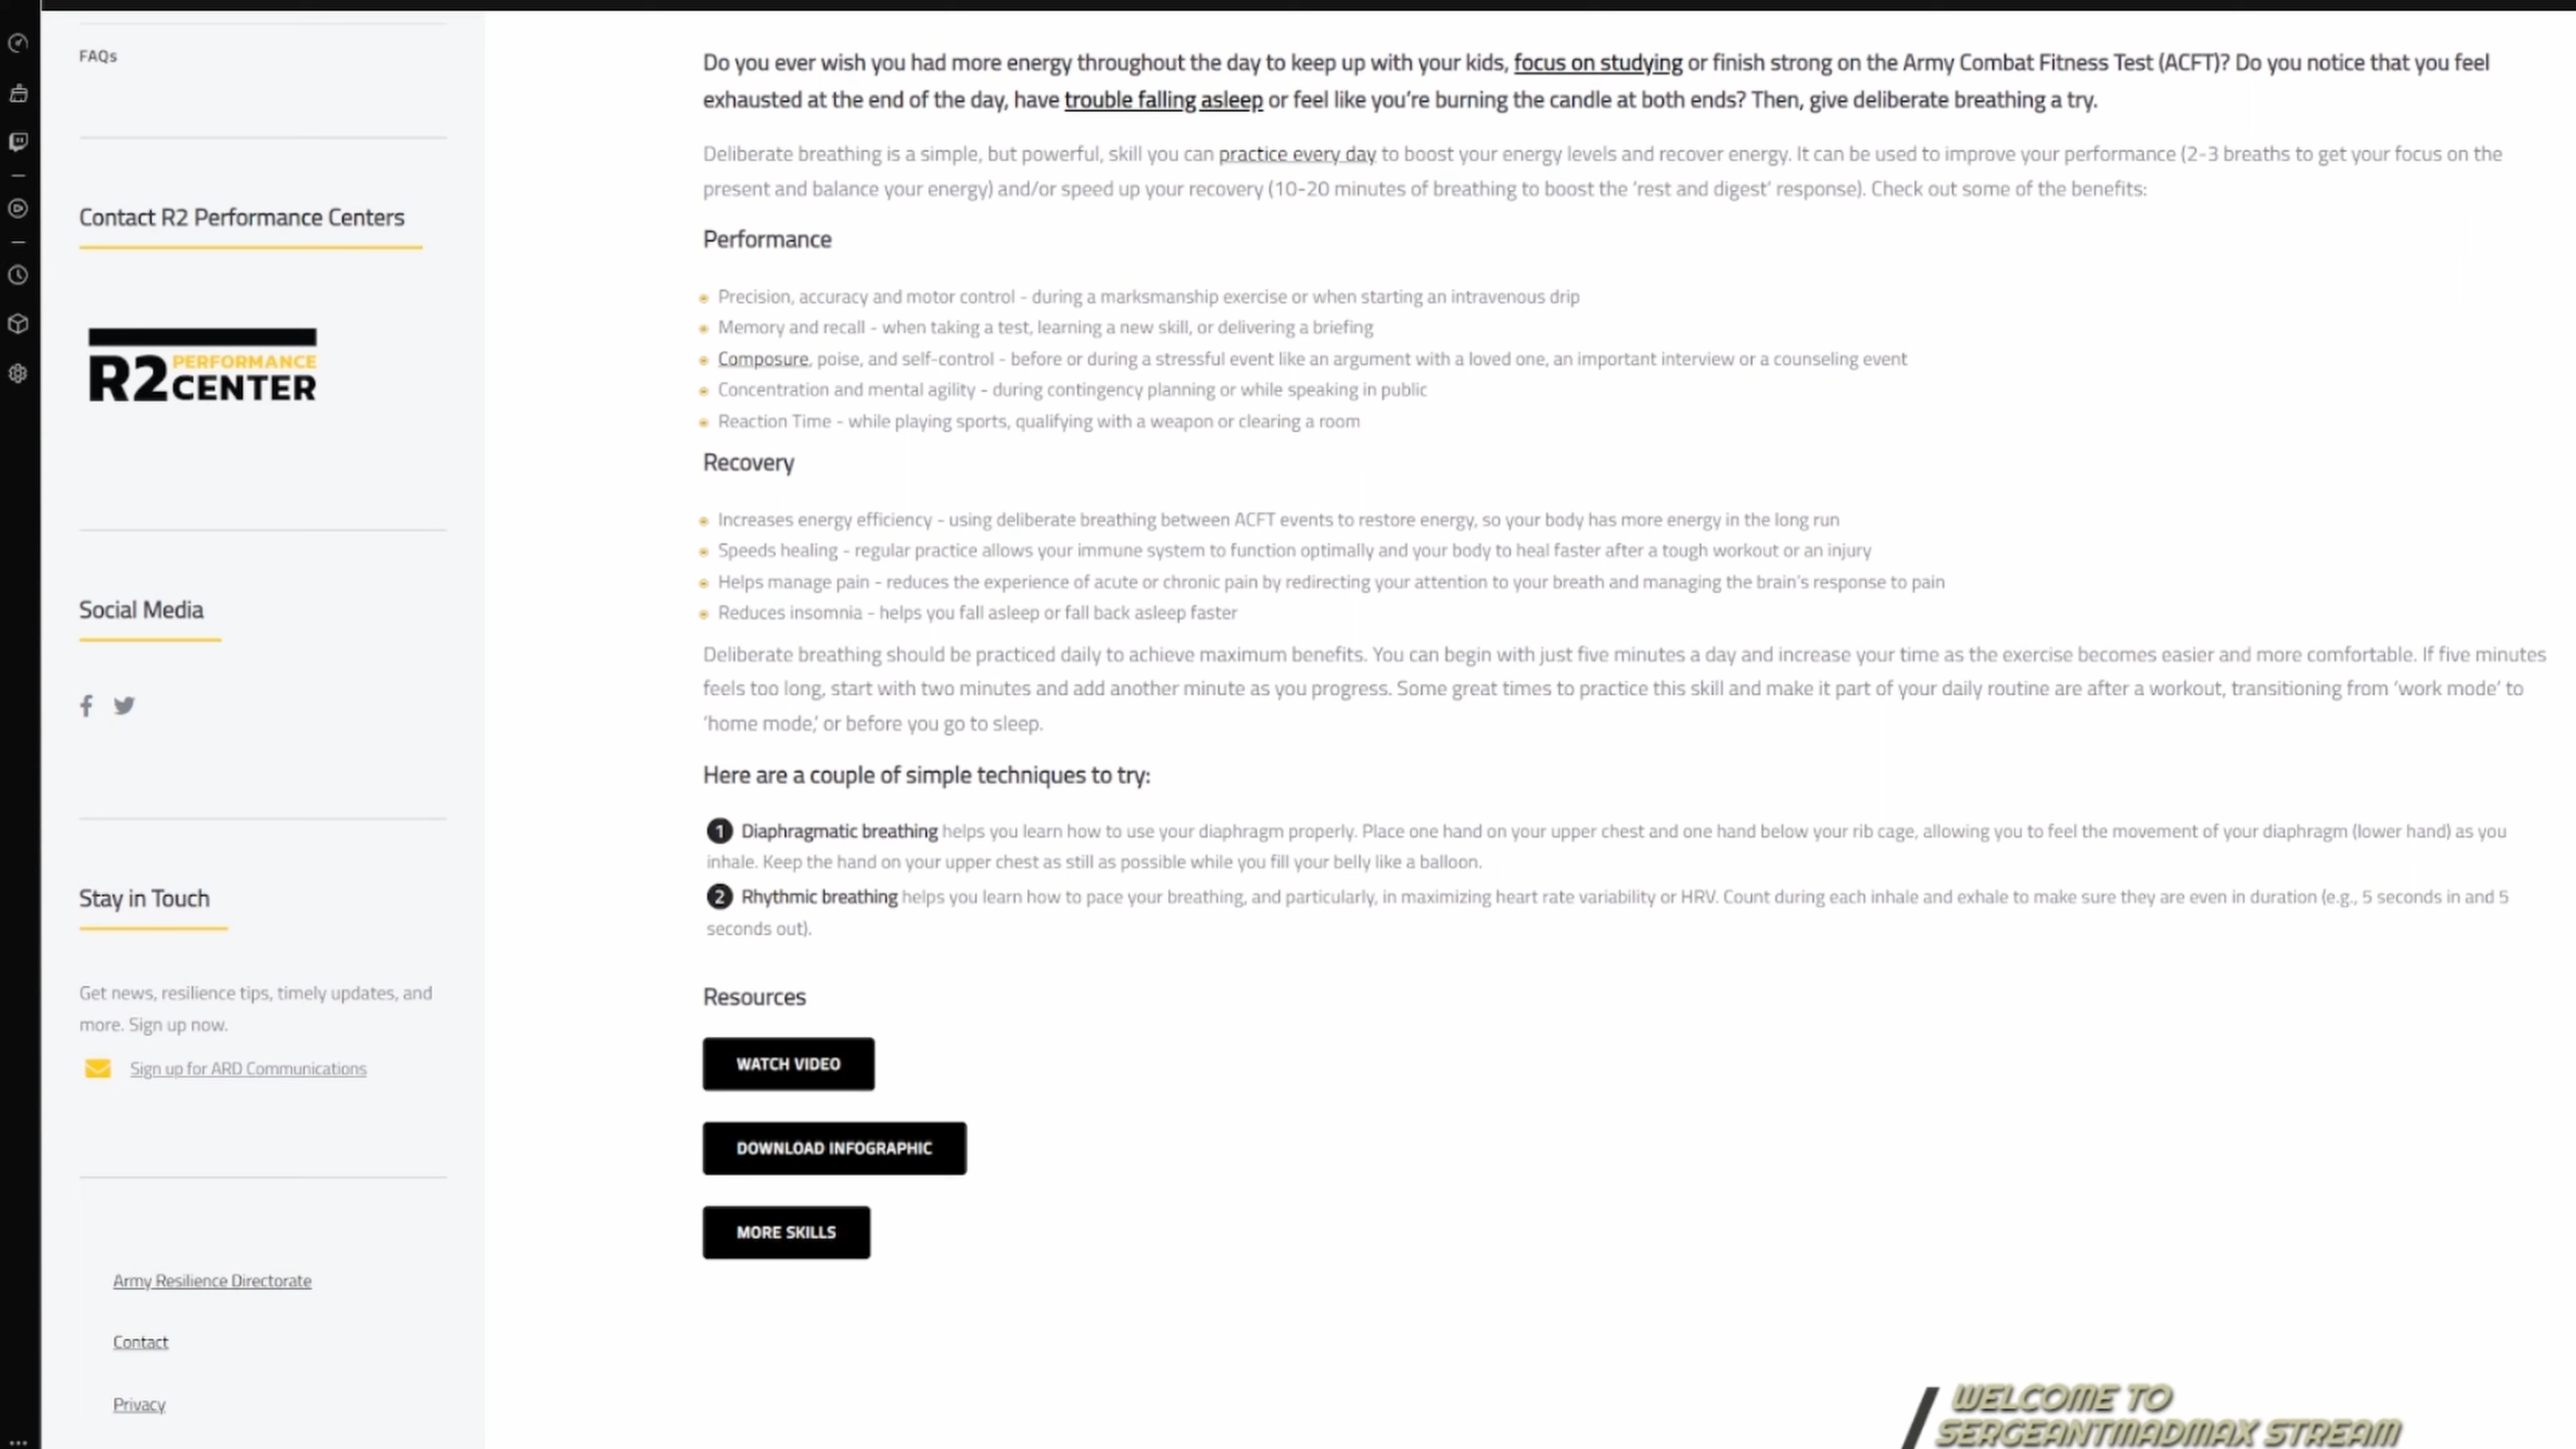 FAQs
Contact R2 Performance Centers
R2 PERFORMANCE CENTER
Social Media
Stay in Touch
Get news, resilience tips, timely updates, and
more. Sign up now.
Sign up for ARD Communications
Army Resilience Directorate
Contact
Privacy
Do you ever wish you had more energy throughout the day to keep up with your kids, focus on studying or finish strong on the Army Combat Fitness Test (ACFT)? Do you notice that you feel
exhausted at the end of the day, have trouble falling asleep or feel like you're burning the candle at both ends? Then, give deliberate breathing a try.
Deliberate breathing is a simple, but powerful, skill you can practice every day to boost your energy levels and recover energy. It can be used to improve your performance (2-3 breaths to get your focus on the
present and balance your energy) and/or speed up your recovery (10-20 minutes of breathing to boost the 'rest and digest' response). Check out some of the benefits:
Performance
Precision, accuracy and motor control - during a marksmanship exercise or when starting an intravenous drip
Memory and recall - when taking a test, learning a new skill, or delivering a briefing
Composure, poise, and self-control - before or during a stressful event like an argument with a loved one, an important interview or a counseling event
Concentration and mental agility - during contingency planning or while speaking in public
Reaction Time - while playing sports, qualifying with a weapon or clearing a room
Recovery
Increases energy efficiency - using deliberate breathing between ACFT events to restore energy, so your body has more energy in the long run
Speeds healing - regular practice allows your immune system to function optimally and your body to heal faster after a tough workout or an injury
Helps manage pain - reduces the experience of acute or chronic pain by redirecting your attention to your breath and managing the brain's response to pain
Reduces insomnia - helps you fall asleep or fall back asleep faster
Deliberate breathing should be practiced daily to achieve maximum benefits. You can begin with just five minutes a day and increase your time as the exercise becomes easier and more comfortable. If five minutes
feels too long, start with two minutes and add another minute as you progress. Some great times to practice this skill and make it part of your daily routine are after a workout, transitioning from 'work mode' to
'home mode,' or before you go to sleep.
Here are a couple of simple techniques to try:
1 Diaphragmatic breathing helps you learn how to use your diaphragm properly. Place one hand on your upper chest and one hand below your rib cage, allowing you to feel the movement of your diaphragm (lower hand) as you
inhale. Keep the hand on your upper chest as still as possible while you fill your belly like a balloon.
2 Rhythmic breathing helps you learn how to pace your breathing, and particularly, in maximizing heart rate variability or HRV. Count during each inhale and exhale to make sure they are even in duration (e.g., 5 seconds in and 5
seconds out).
Resources
WATCH VIDEO
DOWNLOAD INFOGRAPHIC
MORE SKILLS
WELCOME TO
SERGEANTMADMAX STREAM